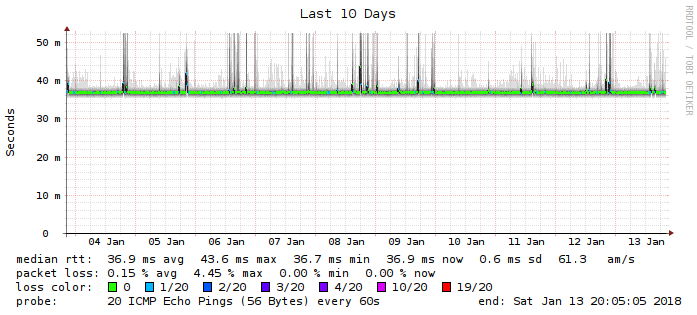 Last 10 Days
RRDTOOL / TOBI OETIKER
Seconds
50 m
40 m
30 m
20 m
10 m
0
04 Jan 05 Jan 06 Jan 07 Jan 08 Jan 09 Jan 10 Jan 11 Jan 12 Jan 13 Jan
median rtt: 36.9 ms avg 43.6 ms max 36.7 ms min 36.9 ms now 0.6 ms sd 61.3 am/s
packet loss: 0.15 % avg 4.45 % max 0.00 % min 0.00 % now
loss color: 0 1/20 2/20 3/20 4/20 10/20 19/20
probe: 20 ICMP Echo Pings (56 Bytes) every 60s end: Sat Jan 13 20:05:05 2018